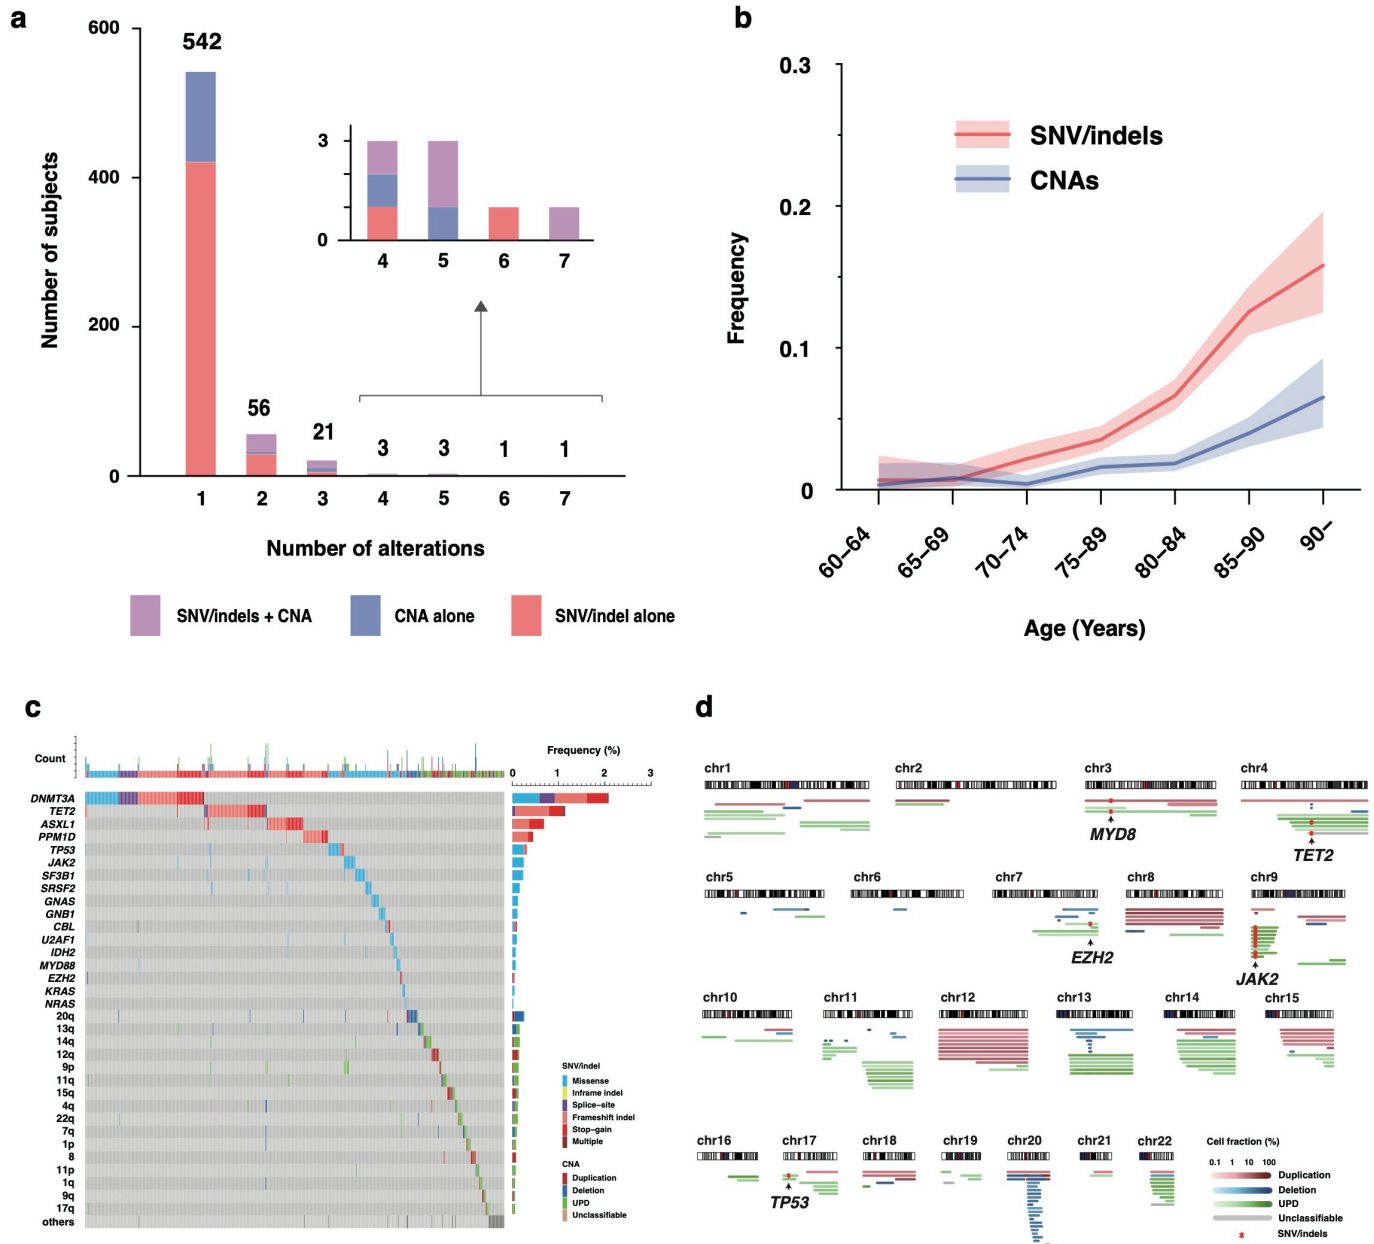 a
600
400
200
0
Number of subjects
542
56
21
3
3
1
1
1
2
3
4
5
6
7
Number of alterations
3
0
4
5
6
7
SNV/indels + CNA
CNA alone
SNV/indel alone
b
0.3
0.2
0.1
0
Frequency
SNV/indels
CNAs
60–64
65–69
70–74
75–89
80–84
85–90
90–
Age (Years)
c
Count
Frequency (%)
0 1 2 3
DNMT3A
TET2
ASXL1
PPM1D
TP53
JAK2
SF3B1
SRSF2
GNAS
GNB1
CBL
U2AF1
IDH2
MYD88
EZH2
KRAS
NRAS
20q
13q
14q
12q
9p
11q
15q
4q
22q
7q
1p
8
11p
1q
9q
17q
others
SNV/indel
Missense
Inframe indel
Splice–site
Frameshift indel
Stop–gain
Multiple
CNA
Duplication
Deletion
UPD
Unclassifiable
d
chr1 chr2 chr3 chr4
MYD8
TET2
chr5 chr6 chr7 chr8 chr9
EZH2
JAK2
chr10 chr11 chr12 chr13 chr14 chr15
chr16 chr17 chr18 chr19 chr20 chr21 chr22
TP53
Cell fraction (%)
0.1 1 10 100
Duplication
Deletion
UPD
Unclassifiable
SNV/indels